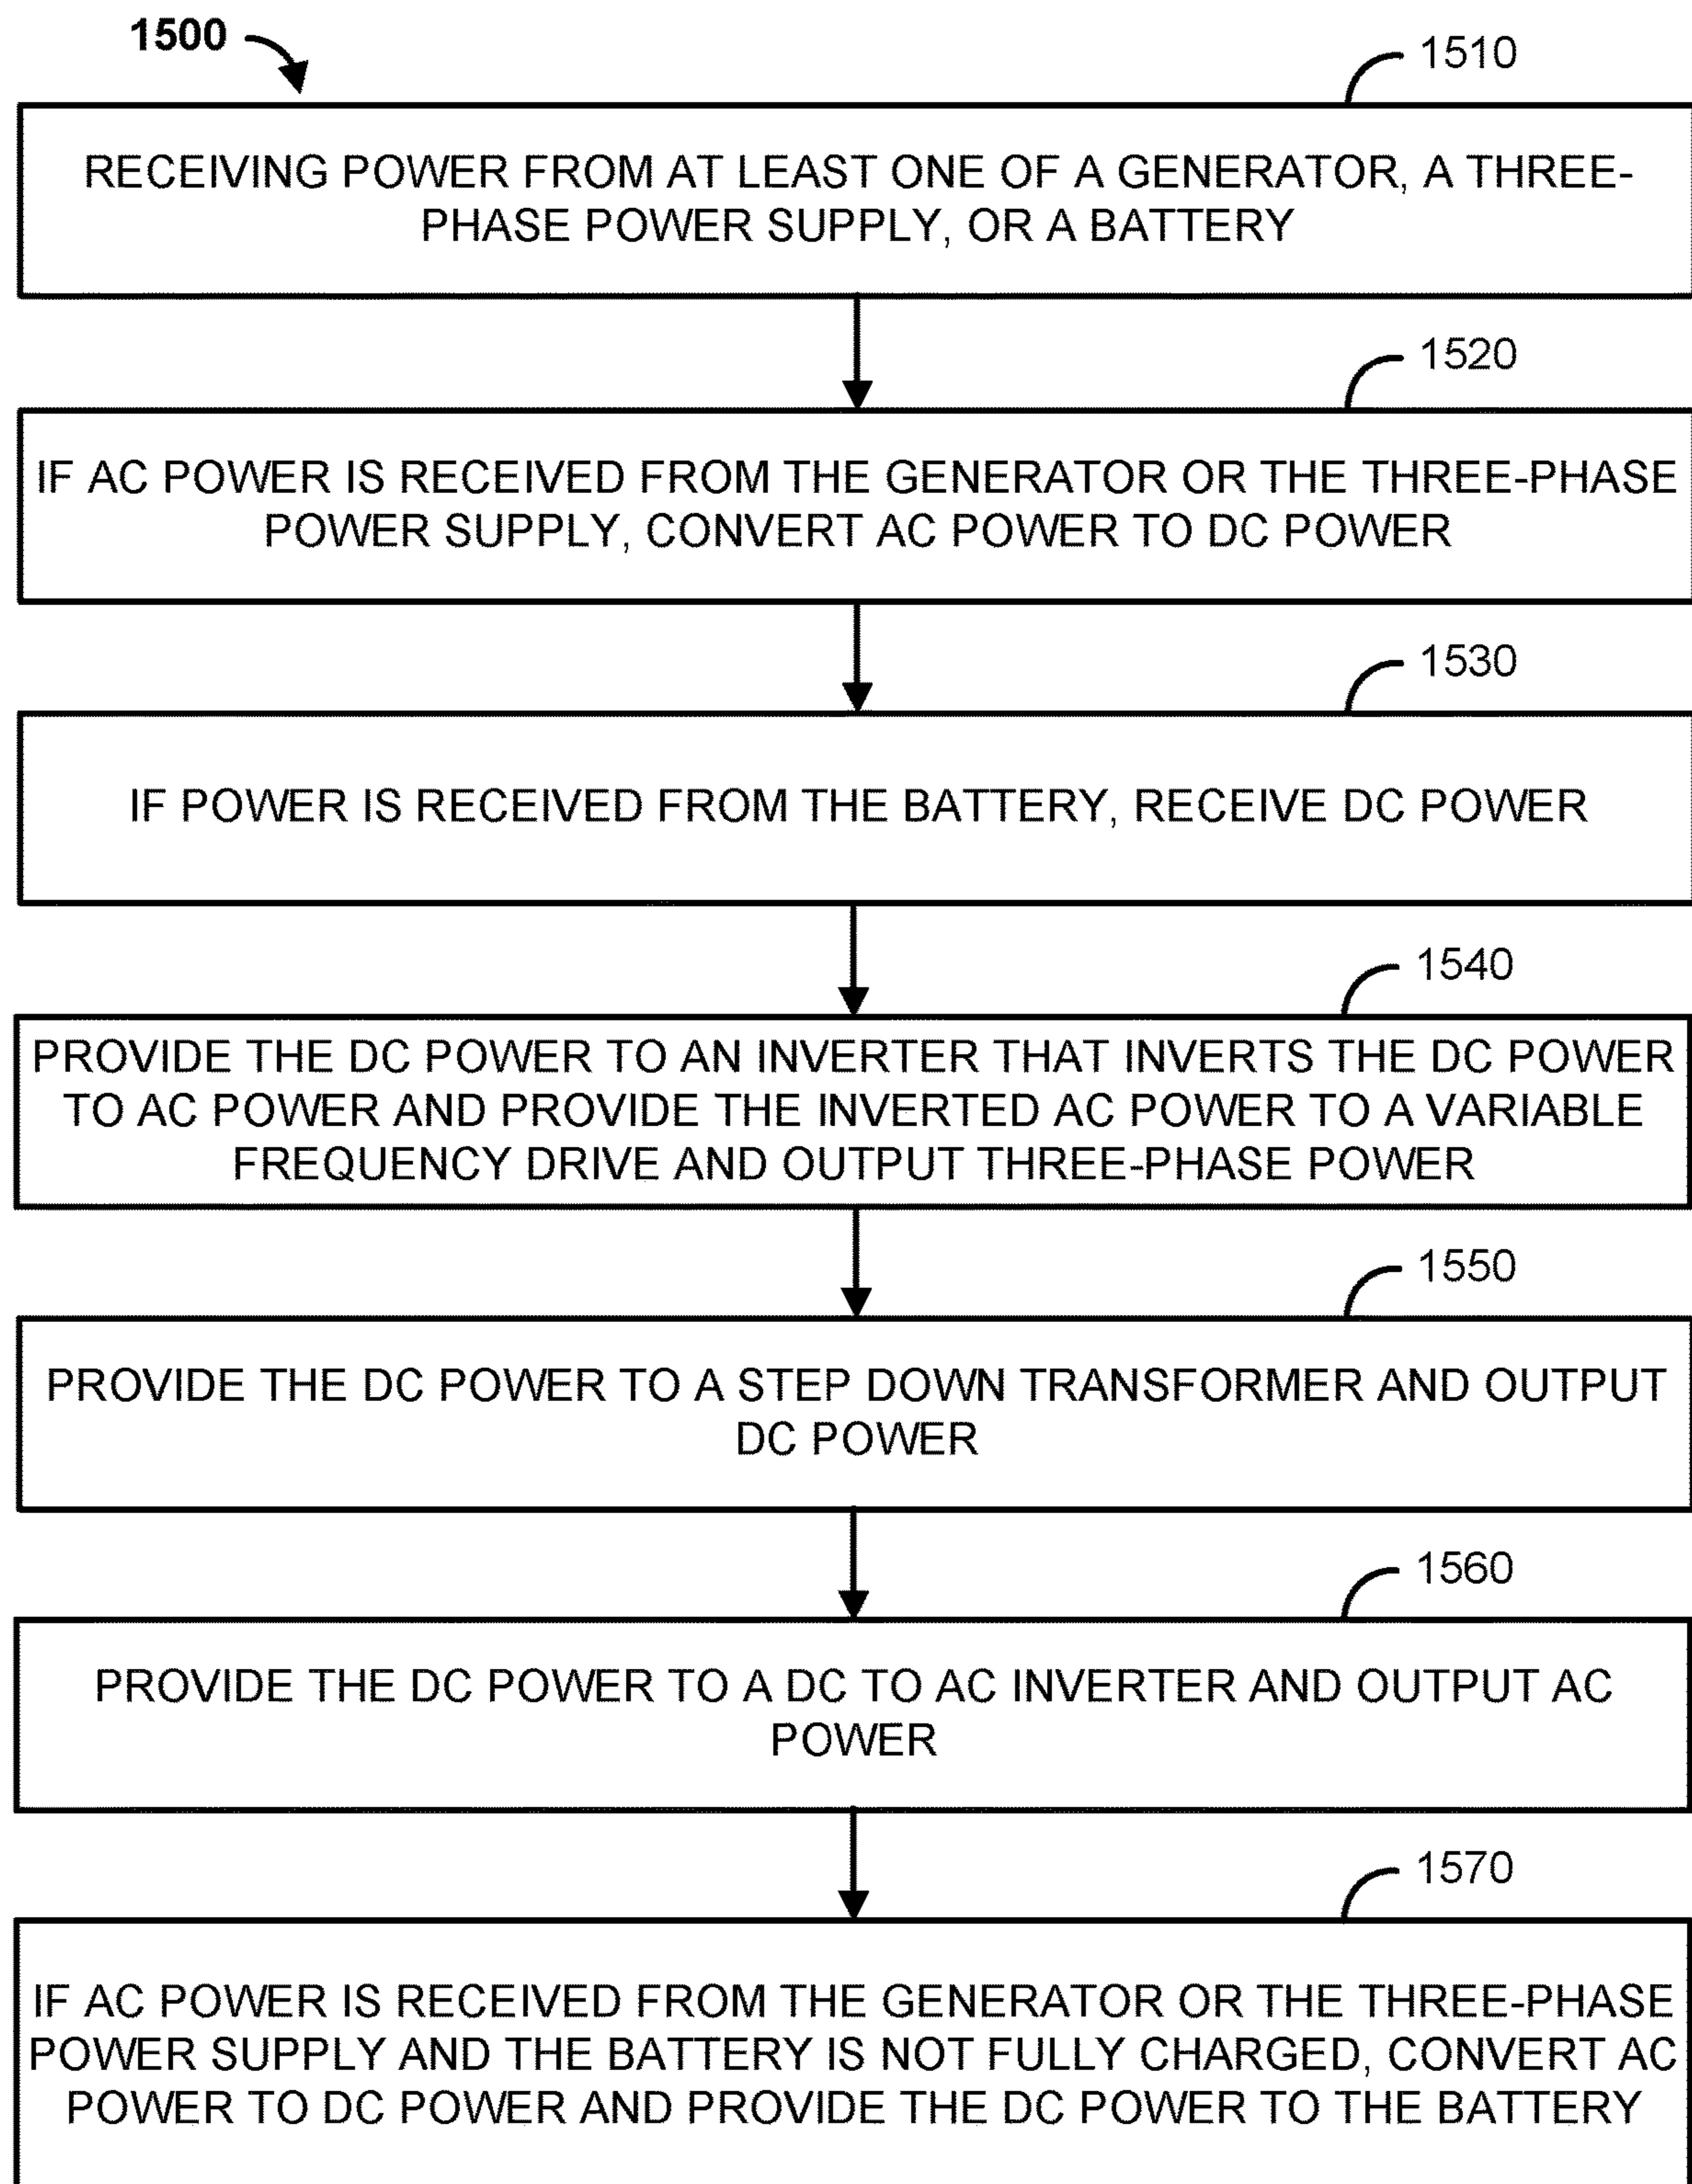 1500
1510
RECEIVING POWER FROM AT LEAST ONE OF A GENERATOR, A THREE-
PHASE POWER SUPPLY, OR A BATTERY
1520
IF AC POWER IS RECEIVED FROM THE GENERATOR OR THE THREE-PHASE
POWER SUPPLY, CONVERT AC POWER TO DC POWER
1530
IF POWER IS RECEIVED FROM THE BATTERY, RECEIVE DC POWER
1540
PROVIDE THE DC POWER TO AN INVERTER THAT INVERTS THE DC POWER
TO AC POWER AND PROVIDE THE INVERTED AC POWER TO A VARIABLE
FREQUENCY DRIVE AND OUTPUT THREE-PHASE POWER
1550
PROVIDE THE DC POWER TO A STEP DOWN TRANSFORMER AND OUTPUT
DC POWER
1560
PROVIDE THE DC POWER TO A DC TO AC INVERTER AND OUTPUT AC
POWER
1570
IF AC POWER IS RECEIVED FROM THE GENERATOR OR THE THREE-PHASE
POWER SUPPLY AND THE BATTERY IS NOT FULLY CHARGED, CONVERT AC
POWER TO DC POWER AND PROVIDE THE DC POWER TO THE BATTERY